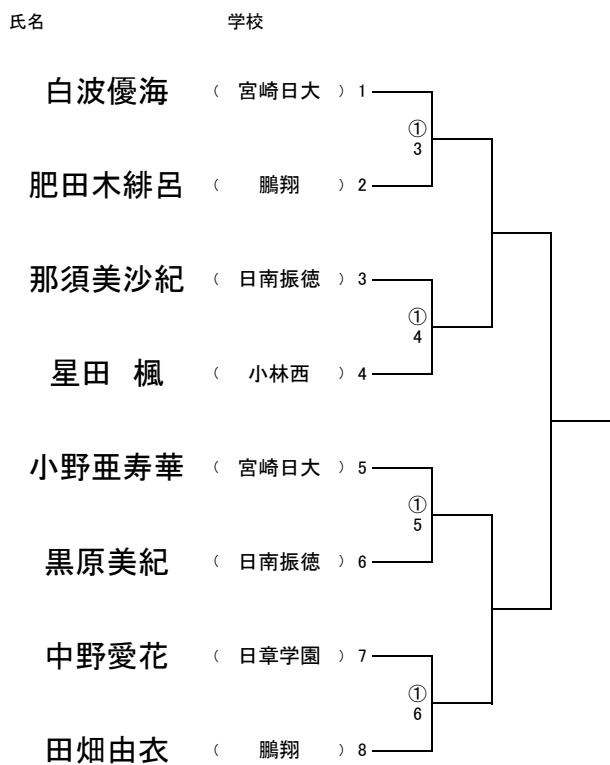 氏名 学校
白波優海 （ 宮崎日大 ） 1
①
3
肥田木緋呂 （ 鵬翔 ） 2
那須美沙紀 （ 日南振徳 ） 3
①
4
星田　楓 （ 小林西 ） 4
小野亜寿華 （ 宮崎日大 ） 5
①
5
黒原美紀 （ 日南振徳 ） 6
中野愛花 （ 日章学園 ） 7
①
6
田畑由衣 （ 鵬翔 ） 8